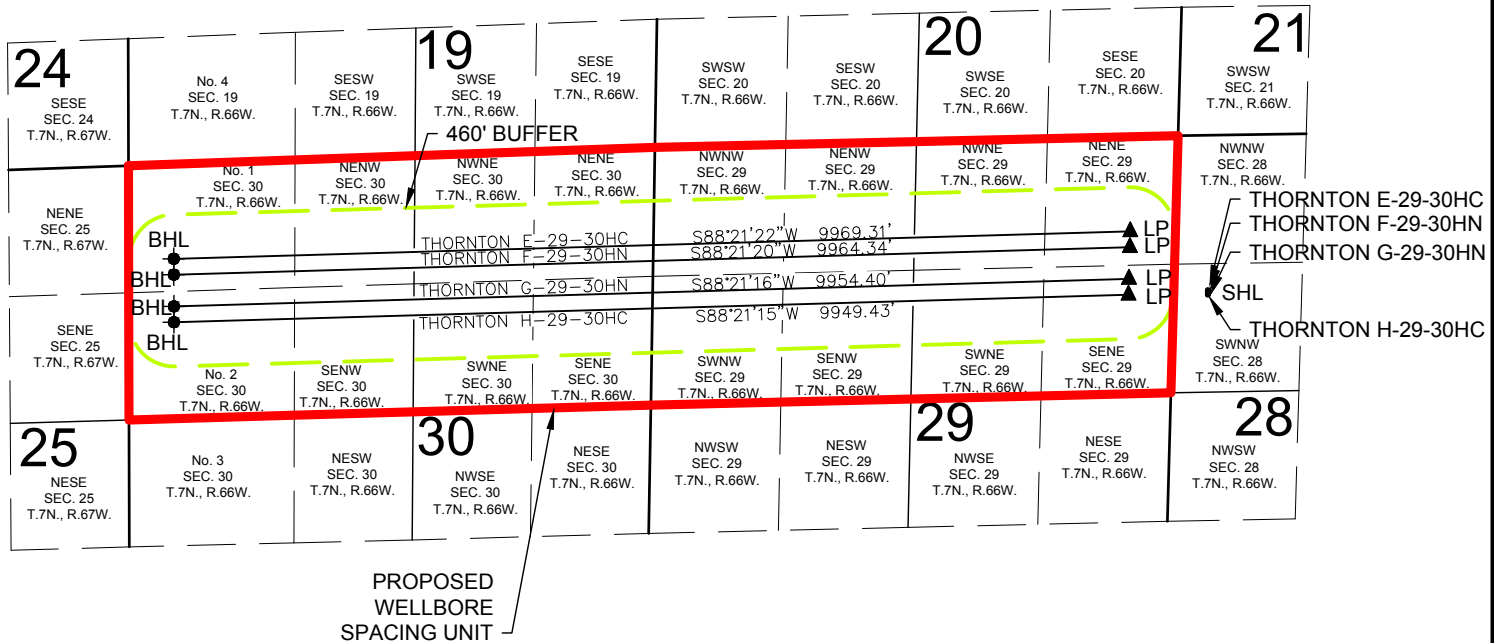 24
SESE
SEC. 24
T.7N., R.67W.
No. 4
SEC. 19
T.7N., R.66W.
SESW
SEC. 19
T.7N., R.66W.
19
SWSE
SEC. 19
T.7N., R.66W.
SESE
SEC. 19
T.7N., R.66W.
SWSW
SEC. 20
T.7N., R.66W.
SESW
SEC. 20
T.7N., R.66W.
20
SWSE
SEC. 20
T.7N., R.66W.
SESE
SEC. 20
T.7N., R.66W.
21
SWSW
SEC. 21
T.7N., R.66W.
460' BUFFER
NENE
SEC. 25
T.7N., R.67W.
No. 1
SEC. 30
T.7N., R.66W.
NENW
SEC. 30
T.7N., R.66W.
NWNE
SEC. 30
T.7N., R.66W.
NENE
SEC. 30
T.7N., R.66W.
NWNW
SEC. 29
T.7N., R.66W.
NENW
SEC. 29
T.7N., R.66W.
NWNE
SEC. 29
T.7N., R.66W.
NENE
SEC. 29
T.7N., R.66W.
NWNW
SEC. 28
T.7N., R.66W.
THORNTON E-29-30HC
THORNTON F-29-30HN
THORNTON G-29-30HN
SHL
THORNTON H-29-30HC
BHL
THORNTON E-29-30HC S88°21'22"W 9969.31'
LP
BHL
THORNTON F-29-30HN S88°21'20"W 9964.34'
LP
BHL
THORNTON G-29-30HN S88°21'16"W 9954.40'
LP
BHL
THORNTON H-29-30HC S88°21'15"W 9949.43'
LP
SENE
SEC. 25
T.7N., R.67W.
No. 2
SEC. 30
T.7N., R.66W.
SENW
SEC. 30
T.7N., R.66W.
SWNE
SEC. 30
T.7N., R.66W.
SENE
SEC. 30
T.7N., R.66W.
SWNW
SEC. 29
T.7N., R.66W.
SENW
SEC. 29
T.7N., R.66W.
SWNE
SEC. 29
T.7N., R.66W.
SENE
SEC. 29
T.7N., R.66W.
SWNW
SEC. 28
T.7N., R.66W.
25
NESE
SEC. 25
T.7N., R.67W.
No. 3
SEC. 30
T.7N., R.66W.
NESW
SEC. 30
T.7N., R.66W.
30
NWSE
SEC. 30
T.7N., R.66W.
NESE
SEC. 30
T.7N., R.66W.
NWSW
SEC. 29
T.7N., R.66W.
NESW
SEC. 29
T.7N., R.66W.
29
NWSE
SEC. 29
T.7N., R.66W.
NESE
SEC. 29
T.7N., R.66W.
28
NWSW
SEC. 28
T.7N., R.66W.
PROPOSED
WELLBORE
SPACING UNIT